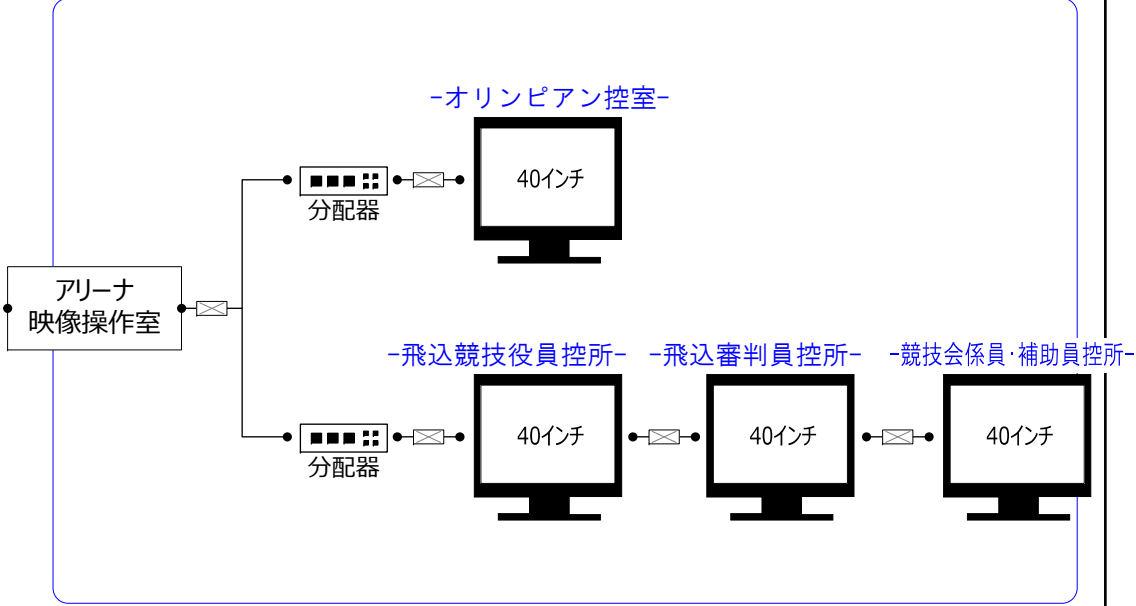 -オリンピアン控室-
40インチ
分配器
アリーナ
映像操作室
-飛込競技役員控所-
-飛込審判員控所-
-競技会係員･補助員控所-
40インチ
40インチ
40インチ
分配器